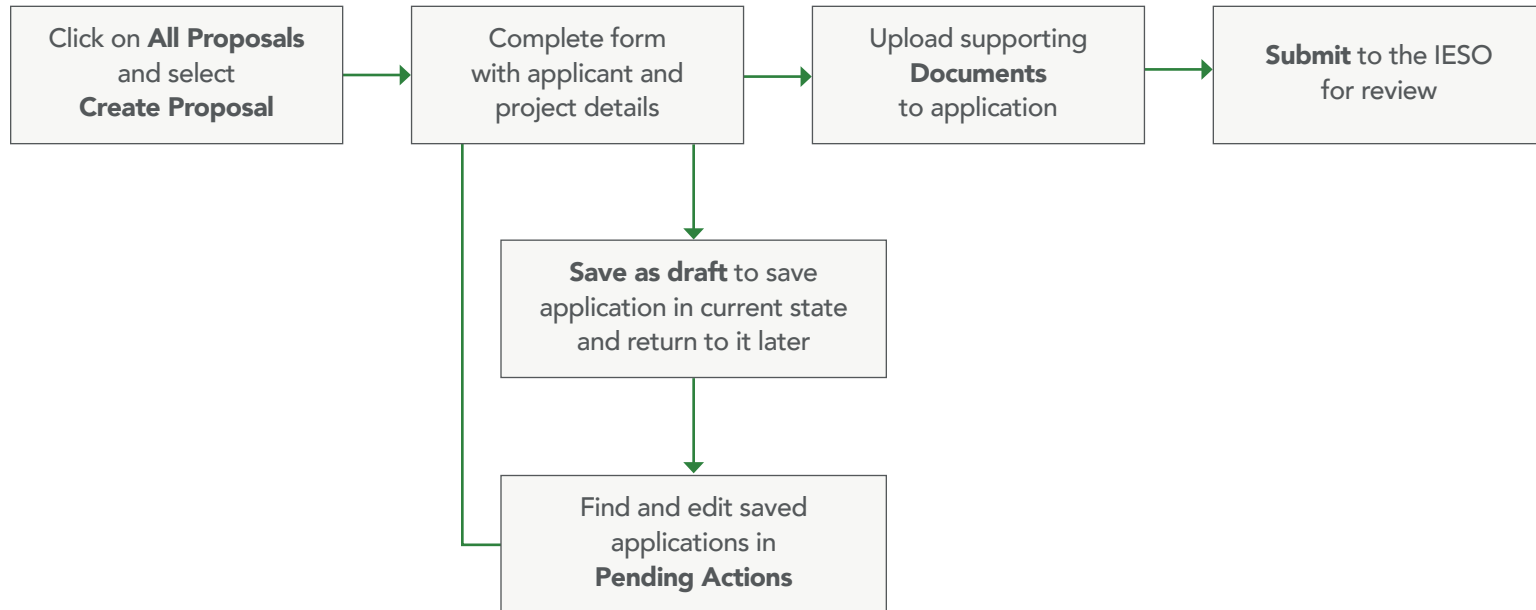 Click on All Proposals
and select
Create Proposal
Complete form
with applicant and
project details
Upload supporting
Documents
to application
Submit to the IESO
for review
Save as draft to save
application in current state
and return to it later
Find and edit saved
applications in
Pending Actions